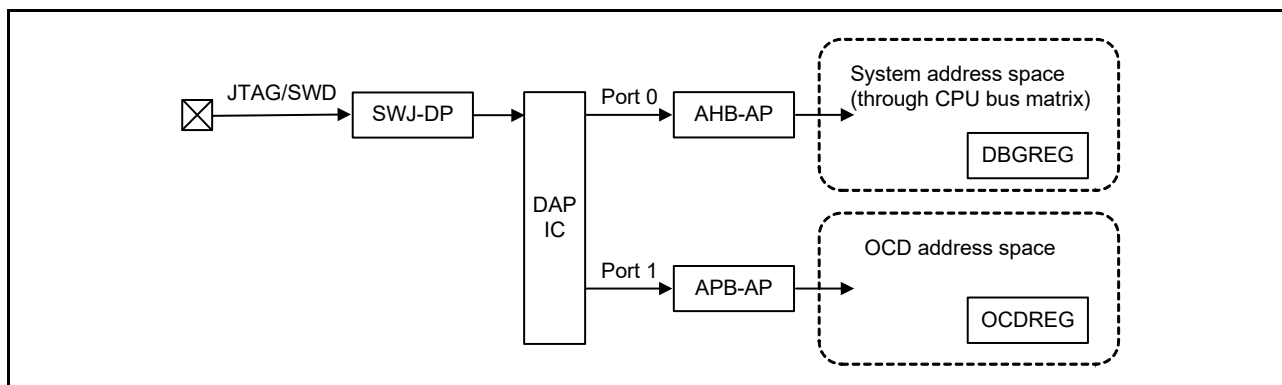 JTAG/SWD
SWJ-DP
DAP
IC
Port 0
AHB-AP
System address space
(through CPU bus matrix)
DBGREG
Port 1
APB-AP
OCD address space
OCDREG